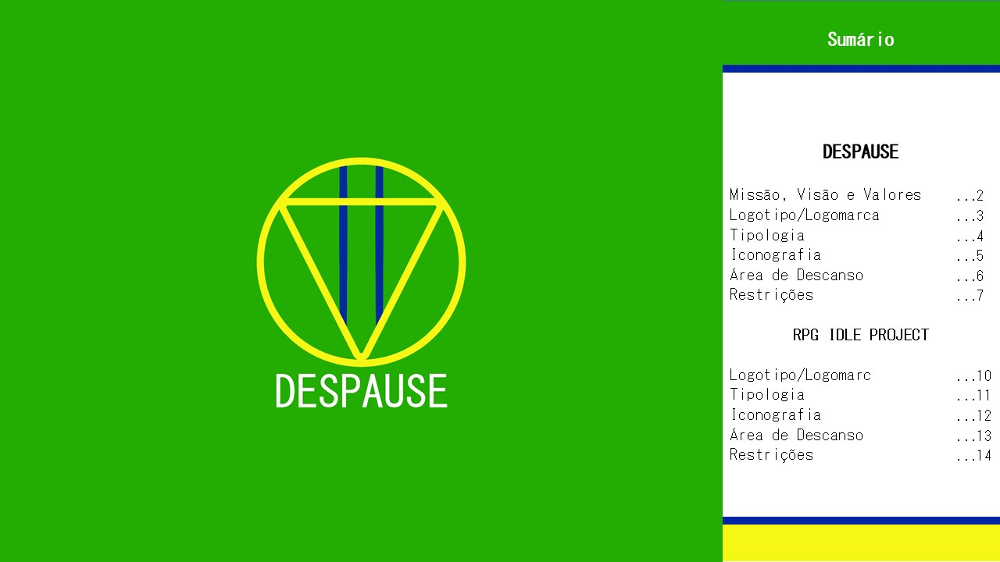 DESPAUSE
Sumário
DESPAUSE
Missão, Visão e Valores ...2
Logotipo/Logomarca ...3
Tipologia ...4
Iconografia ...5
Área de Descanso ...6
Restrições ...7
RPG IDLE PROJECT
Logotipo/Logomarc ...10
Tipologia ...11
Iconografia ...12
Área de Descanso ...13
Restrições ...14